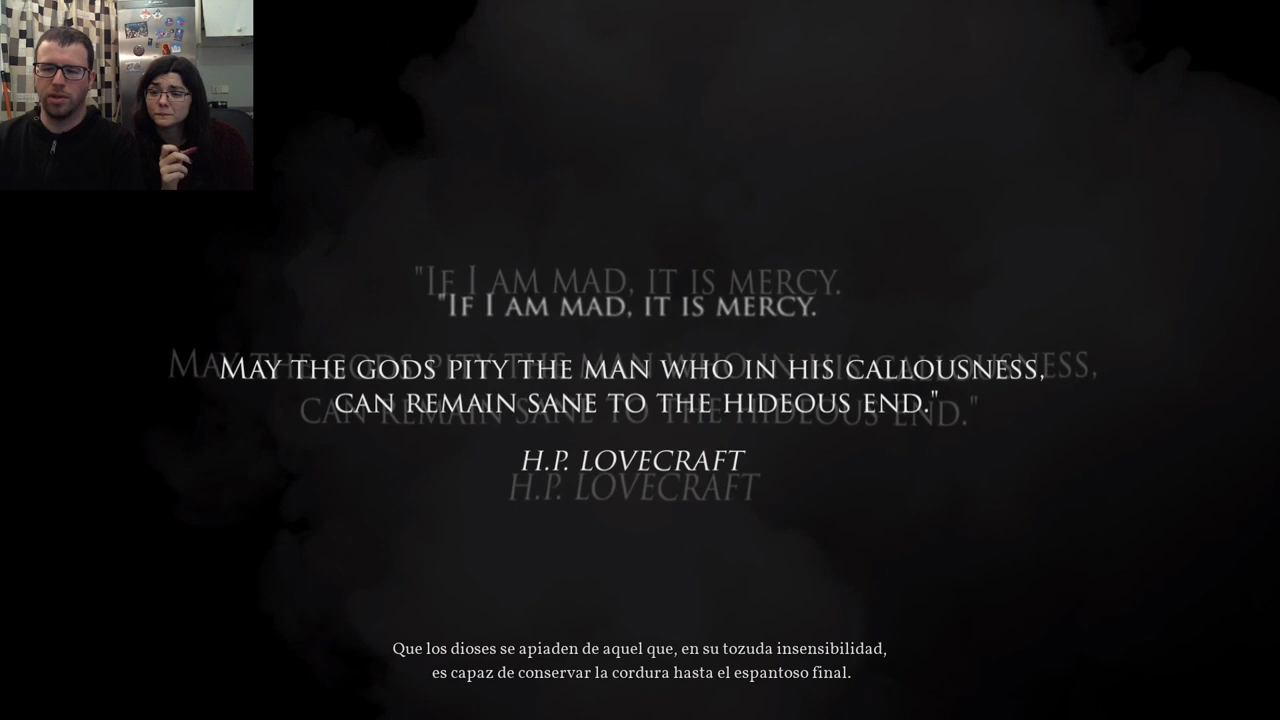 "If I am mad, it is mercy.
May the gods pity the man who in his callousness,
can remain sane to the hideous end."
H.P. LOVECRAFT
Que los dioses se apiaden de aquel que, en su tozuda insensibilidad,
es capaz de conservar la cordura hasta el espantoso final.